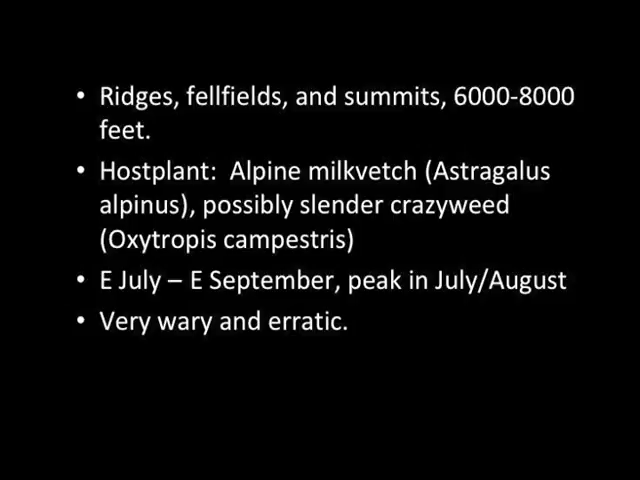 • Ridges, fellfields, and summits, 6000-8000
feet.
• Hostplant:  Alpine milkvetch (Astragalus
alpinus), possibly slender crazyweed
(Oxytropis campestris)
• E July – E September, peak in July/August
• Very wary and erratic.